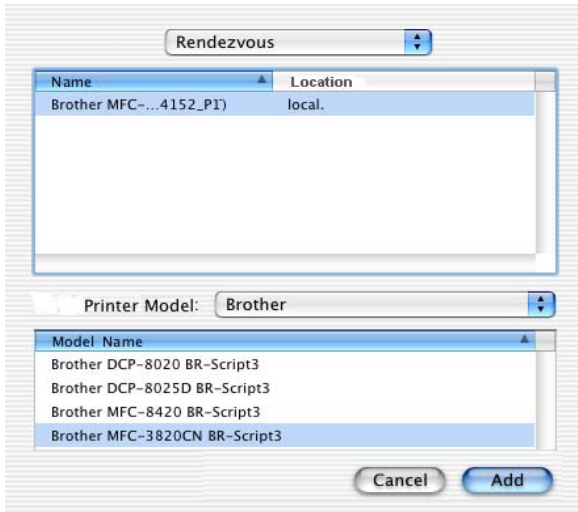 Rendezvous
Name Location
Brother MFC-...4152_P1) local.
Printer Model: Brother
Model Name
Brother DCP-8020 BR-Script3
Brother DCP-8025D BR-Script3
Brother MFC-8420 BR-Script3
Brother MFC-3820CN BR-Script3
Cancel Add